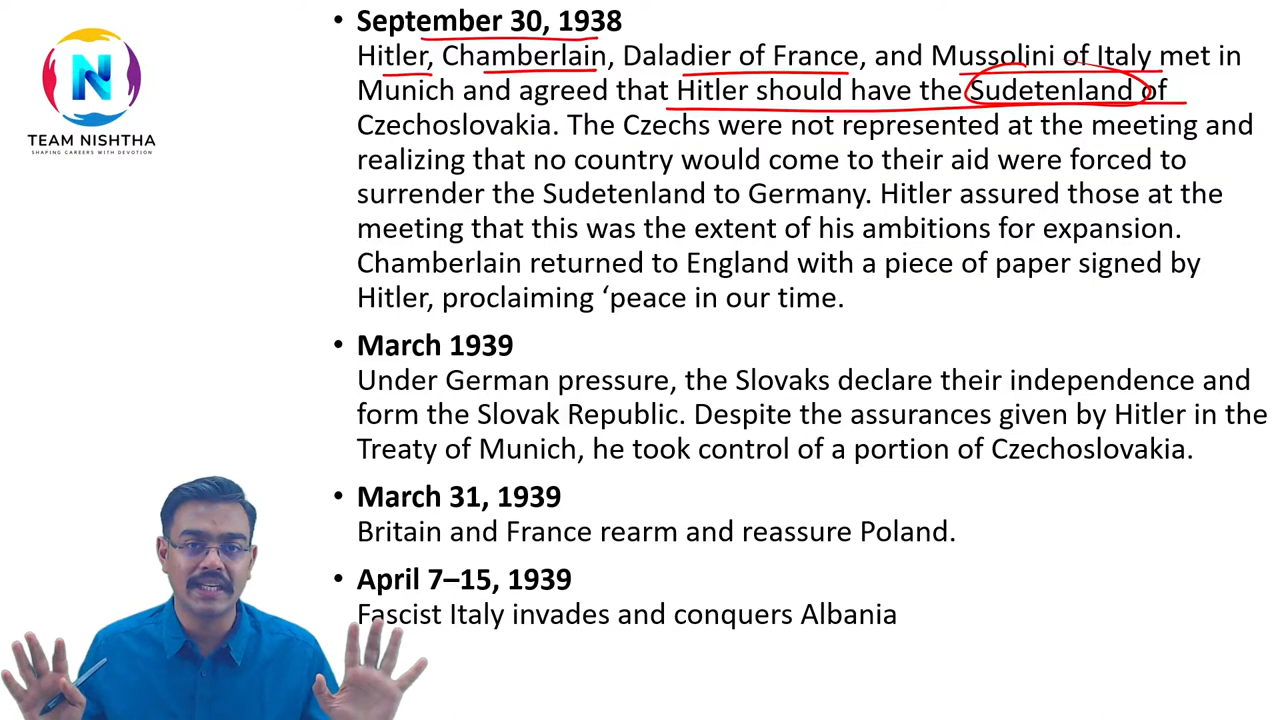 N
TEAM NISHTHA
SHAPING CAREERS WITH DEVOTION
• September 30, 1938
Hitler, Chamberlain, Daladier of France, and Mussolini of Italy met in
Munich and agreed that Hitler should have the Sudetenland of
Czechoslovakia. The Czechs were not represented at the meeting and
realizing that no country would come to their aid were forced to
surrender the Sudetenland to Germany. Hitler assured those at the
meeting that this was the extent of his ambitions for expansion.
Chamberlain returned to England with a piece of paper signed by
Hitler, proclaiming ‘peace in our time.
• March 1939
Under German pressure, the Slovaks declare their independence and
form the Slovak Republic. Despite the assurances given by Hitler in the
Treaty of Munich, he took control of a portion of Czechoslovakia.
• March 31, 1939
Britain and France rearm and reassure Poland.
• April 7–15, 1939
Fascist Italy invades and conquers Albania